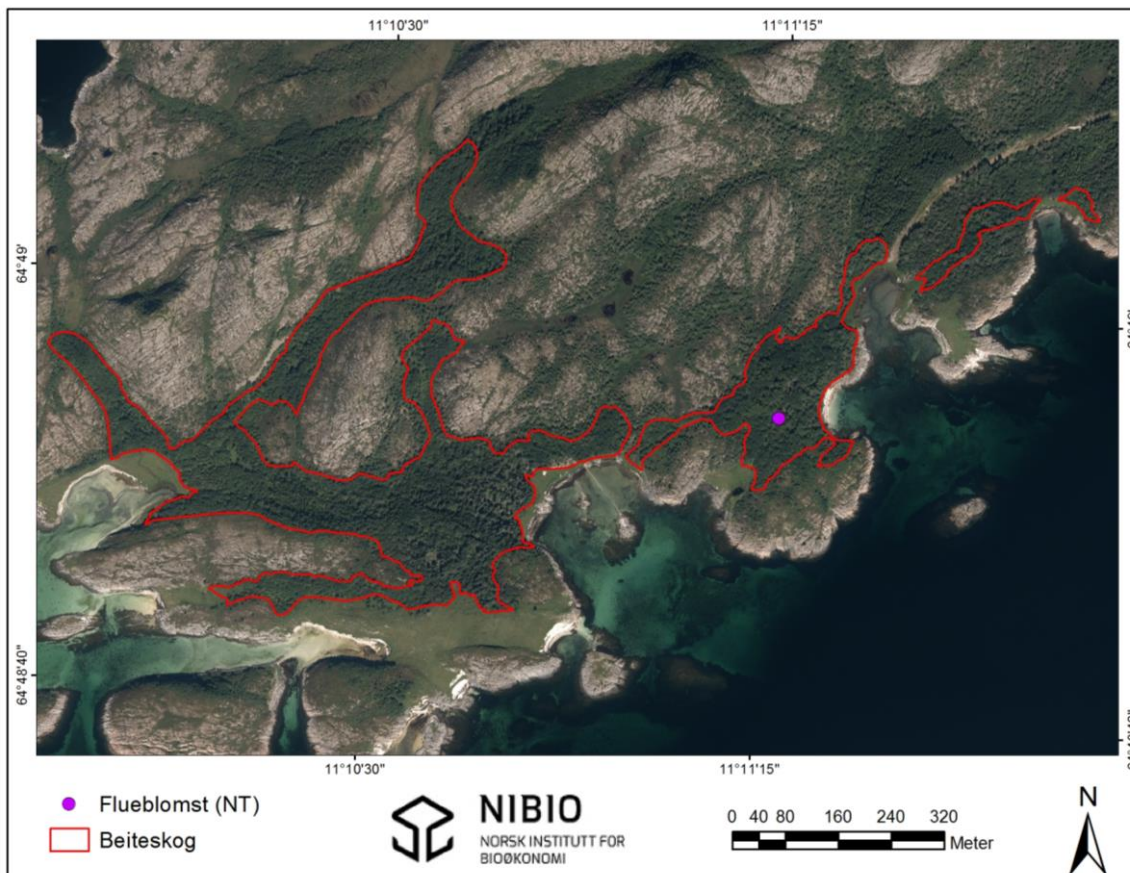 11°10'30"
11°11'15"
64°49'
64°48'40"
11°10'30"
11°11'15"
Flueblomst (NT)
Beiteskog
NIBIO
NORSK INSTITUTT FOR
BIOØKONOMI
0 40 80 160 240 320
Meter
N